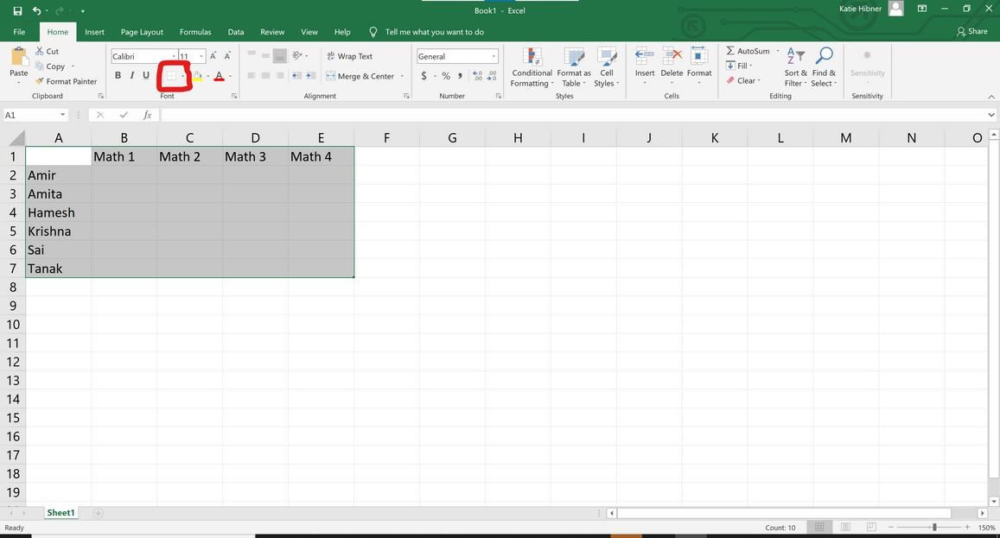 Book1 - Excel
Katie Hibner
File Home Insert Page Layout Formulas Data Review View Help Tell me what you want to do
Share
Paste
Cut
Copy
Format Painter
Clipboard
Calibri 11
B I U
Font
Wrap Text
Merge & Center
Alignment
General
$ % ,
Number
Conditional Formatting
Format as Table
Cell Styles
Styles
Insert Delete Format
Cells
AutoSum
Fill
Clear
Sort & Filter
Find & Select
Editing
Sensitivity
Sensitivity
A1 fx
A B C D E F G H I J K L M N O
1 Math 1 Math 2 Math 3 Math 4
2 Amir
3 Amita
4 Hamesh
5 Krishna
6 Sai
7 Tanak
8
9
10
11
12
13
14
15
16
17
18
19
Sheet1
Ready Count: 10 150%